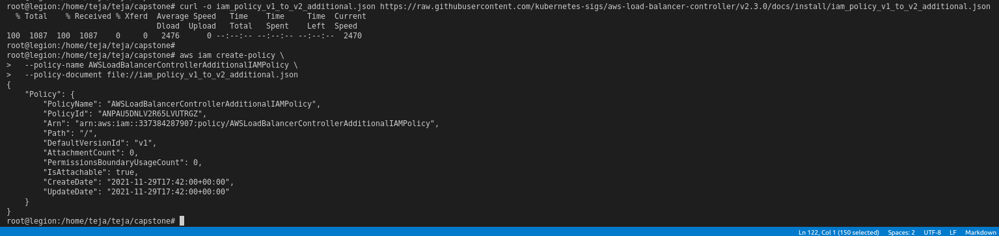 root@legion:/home/teja/teja/capstone# curl -o iam_policy_v1_to_v2_additional.json https://raw.githubusercontent.com/kubernetes-sigs/aws-load-balancer-controller/v2.3.0/docs/install/iam_policy_v1_to_v2_additional.json
  % Total    % Received % Xferd  Average Speed   Time    Time     Time  Current
                                 Dload  Upload   Total   Spent    Left  Speed
100  1087  100  1087    0     0   2476      0 --:--:-- --:--:-- --:--:--  2470
root@legion:/home/teja/teja/capstone#
root@legion:/home/teja/teja/capstone# aws iam create-policy \
>   --policy-name AWSLoadBalancerControllerAdditionalIAMPolicy \
>   --policy-document file://iam_policy_v1_to_v2_additional.json
{
    "Policy": {
        "PolicyName": "AWSLoadBalancerControllerAdditionalIAMPolicy",
        "PolicyId": "ANPAU5DNLV2R65LVUTRGZ",
        "Arn": "arn:aws:iam::337384287907:policy/AWSLoadBalancerControllerAdditionalIAMPolicy",
        "Path": "/",
        "DefaultVersionId": "v1",
        "AttachmentCount": 0,
        "PermissionsBoundaryUsageCount": 0,
        "IsAttachable": true,
        "CreateDate": "2021-11-29T17:42:00+00:00",
        "UpdateDate": "2021-11-29T17:42:00+00:00"
    }
}
root@legion:/home/teja/teja/capstone#
Ln 122, Col 1 (150 selected)    Spaces: 2    UTF-8    LF    Markdown